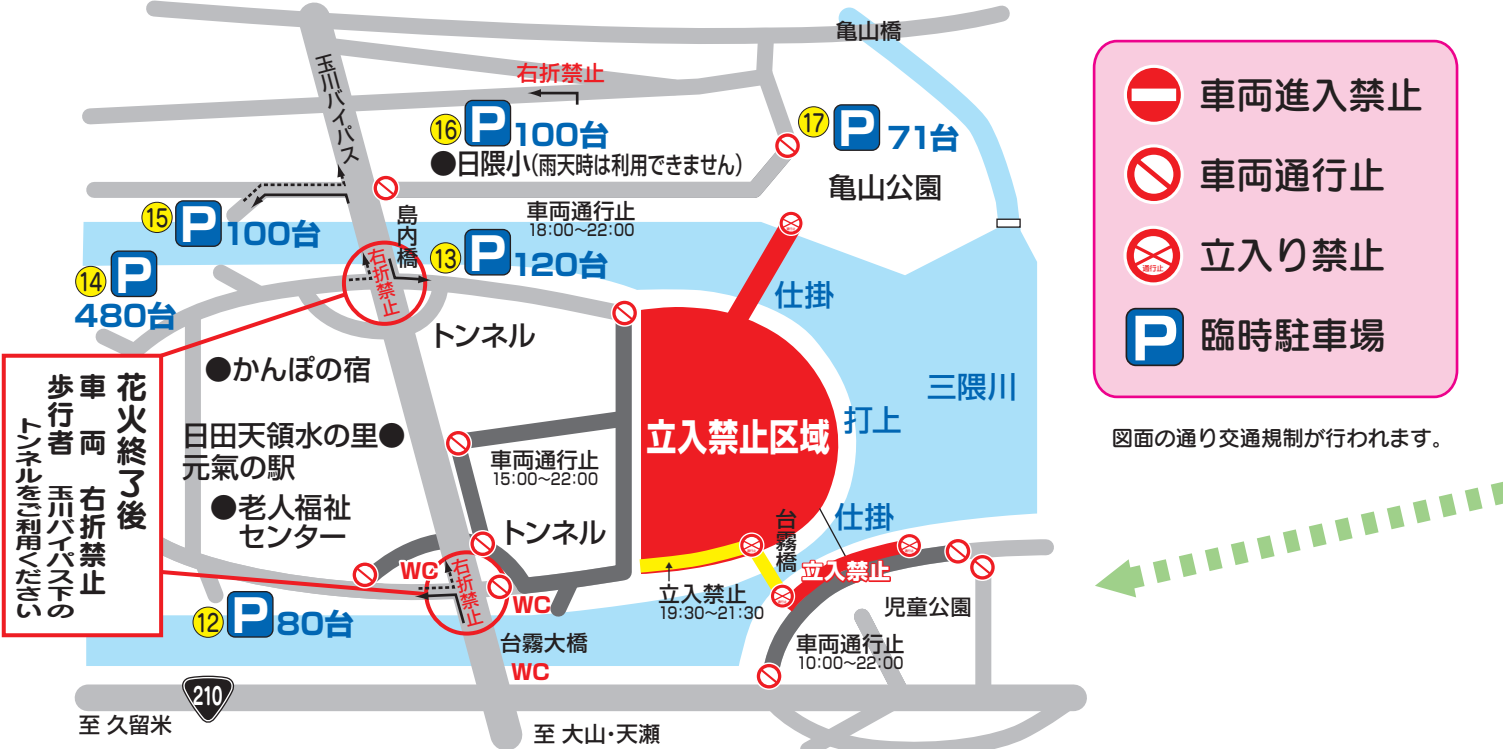 亀山橋
玉川バイパス
右折禁止
⑯ P 100台
●日隈小(雨天時は利用できません)
⑰ P 71台
亀山公園
⑮ P 100台
島内橋
車両通行止
18:00~22:00
右折禁止
⑬ P 120台
⑭ P
480台
仕掛
トンネル
●かんぽの宿
三隈川
打上
立入禁止区域
日田天領水の里●
元氣の駅
車両通行止
15:00~22:00
●老人福祉
センター
トンネル
仕掛
台霧橋
WC
右折禁止
WC
立入禁止
立入禁止
19:30~21:30
児童公園
⑫ P 80台
台霧大橋
WC
車両通行止
10:00~22:00
210
至 久留米
至 大山・天瀬
花火終了後
車両 右折禁止
歩行者 玉川バイパス下の
トンネルをご利用ください
車両進入禁止
車両通行止
通行止
立入り禁止
P 臨時駐車場
図面の通り交通規制が行われます。